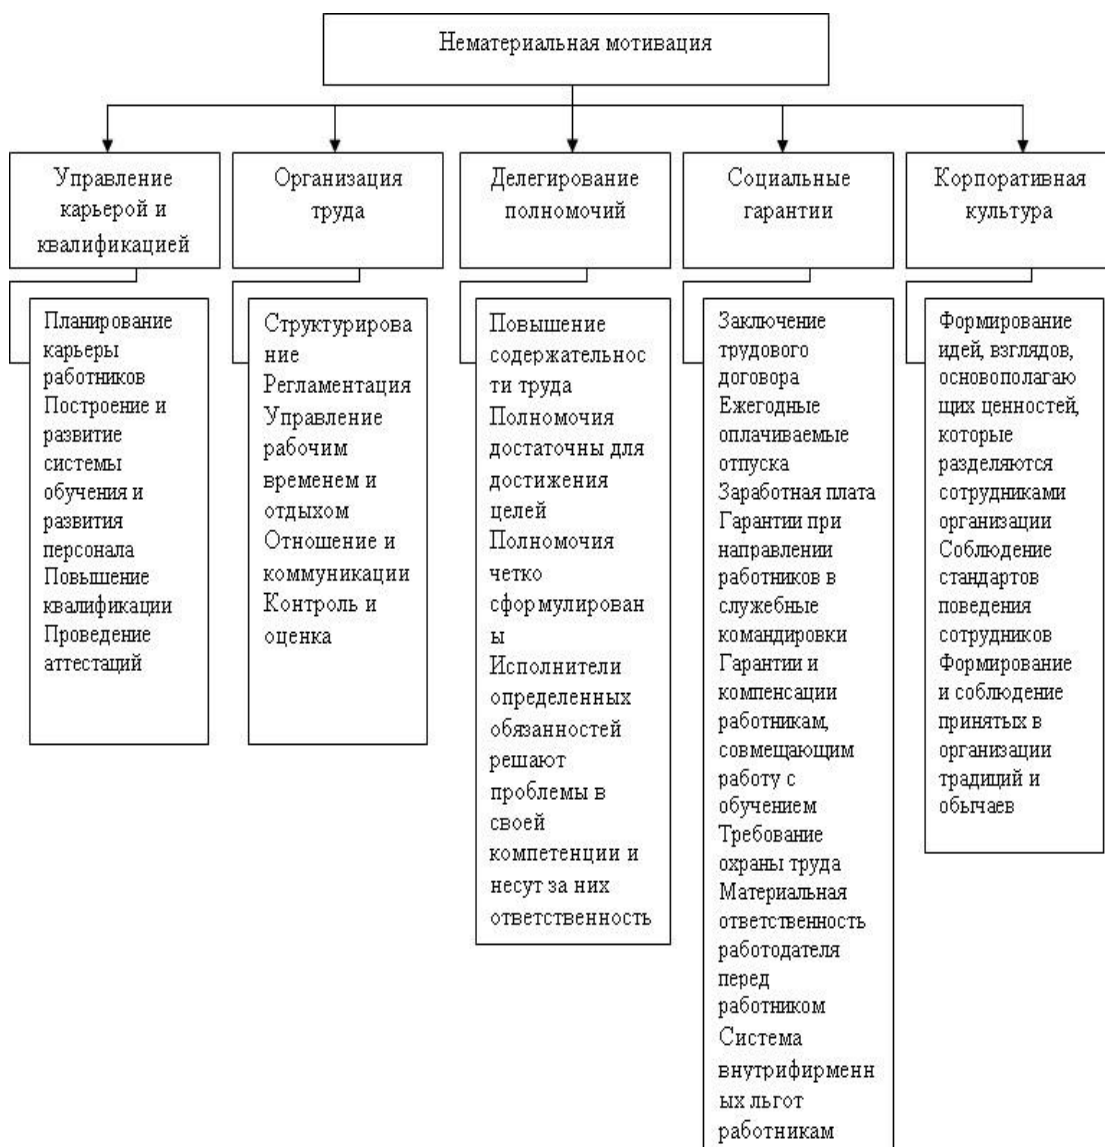 Нематериальная мотивация
Управление
карьерой и
квалификацией
Организация
труда
Делегирование
полномочий
Социальные
гарантии
Корпоративная
культура
Планирование
карьеры
работников
Построение и
развитие
системы
обучения и
развития
персонала
Повышение
квалификации
Проведение
аттестаций
Структурирова
ние
Регламентация
Управление
рабочим
временем и
отдыхом
Отношение и
коммуникации
Контроль и
оценка
Повышение
содержательнос
ти труда
Полномочия
достаточны для
достижения
целей
Полномочия
четко
сформулирован
ы
Исполнители
определенных
обязанностей
решают
проблемы в
своей
компетенции и
несут за них
ответственность
Заключение
трудового
договора
Ежегодные
оплачиваемые
отпуска
Заработная плата
Гарантии при
направлении
работников в
служебные
командировки
Гарантии и
компенсации
работникам,
совмещающим
работу с
обучением
Требование
охраны труда
Материальная
ответственность
работодателя
перед
работником
Система
внутрифирменн
ых льгот
работникам
Формирование
идей, взглядов,
основополагаю
щих ценностей,
которые
разделяются
сотрудниками
организации
Соблюдение
стандартов
поведения
сотрудников
Формирование
и соблюдение
принятых в
организации
традиций и
обычаев